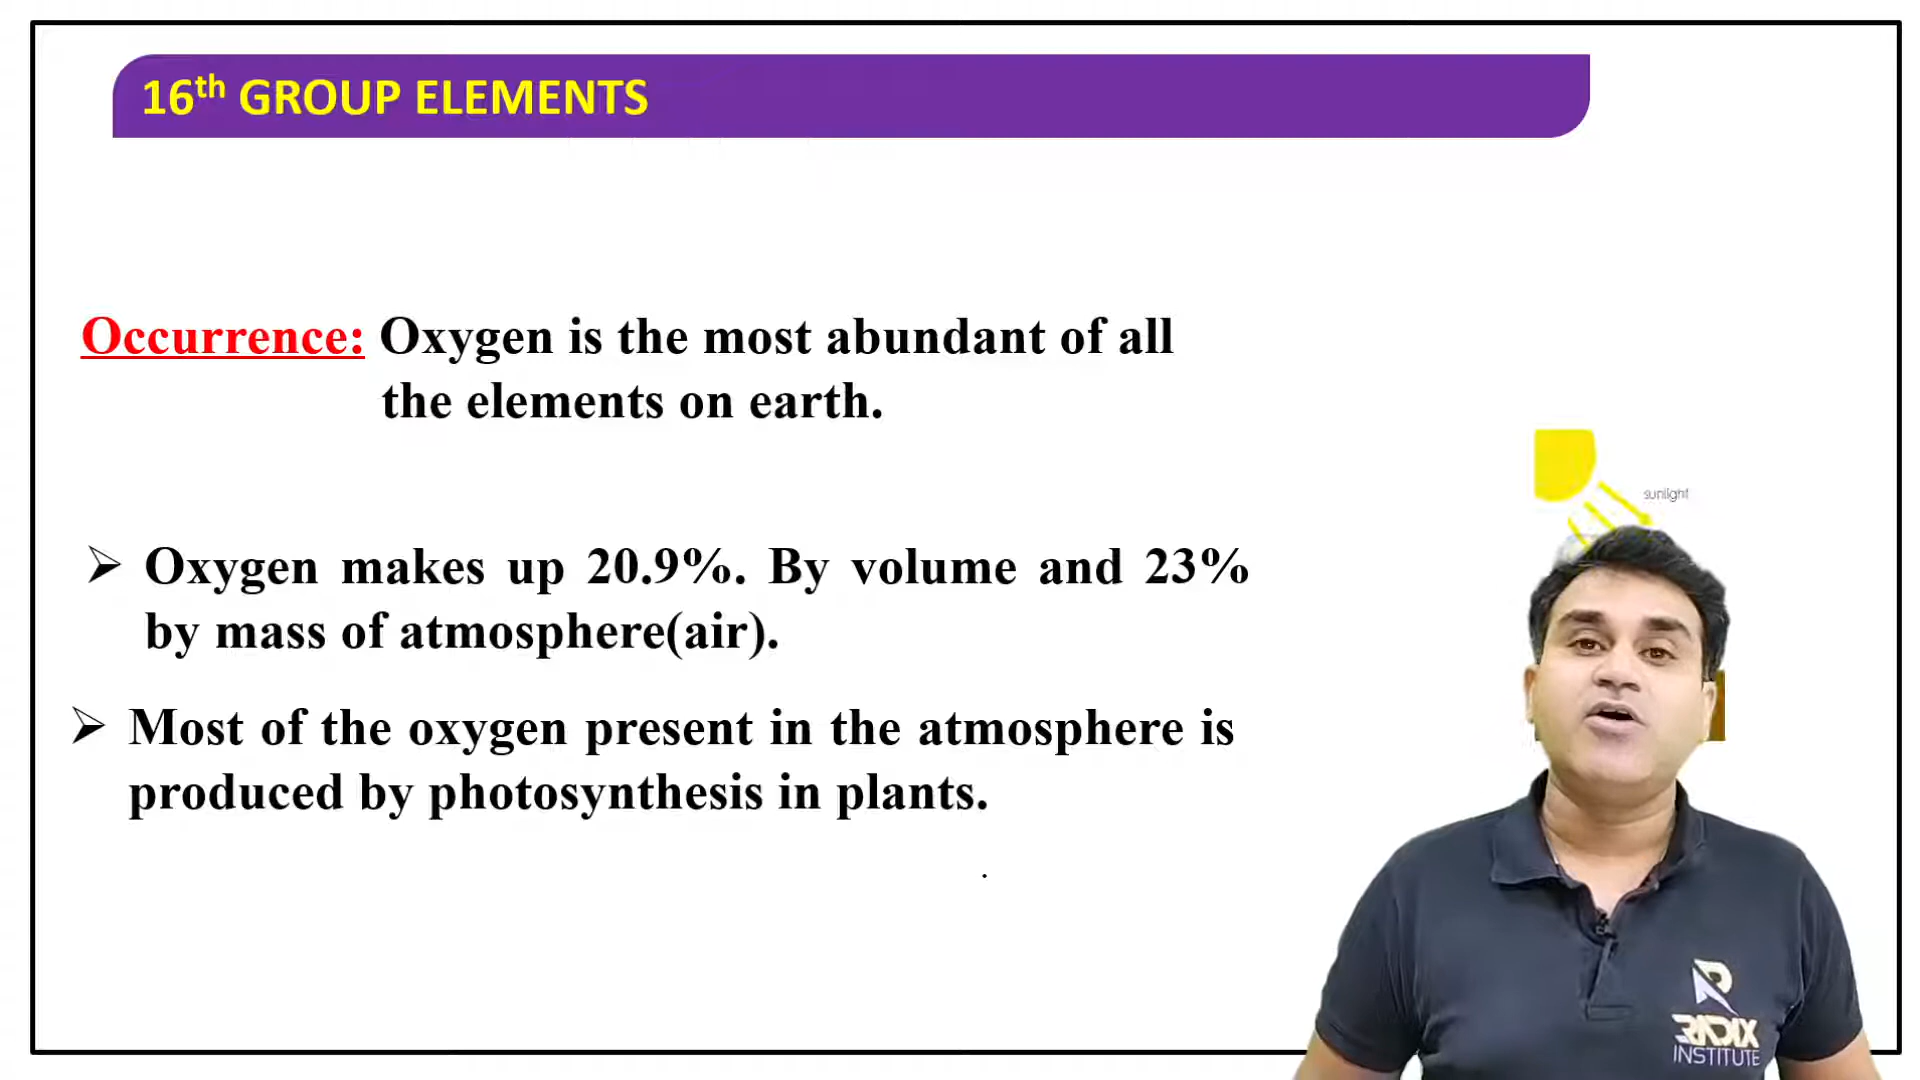 16th GROUP ELEMENTS
Occurrence: Oxygen is the most abundant of all
the elements on earth.
sunlight
➢ Oxygen makes up 20.9%. By volume and 23%
by mass of atmosphere(air).
➢ Most of the oxygen present in the atmosphere is
produced by photosynthesis in plants.
.
RADIX
INSTITUTE